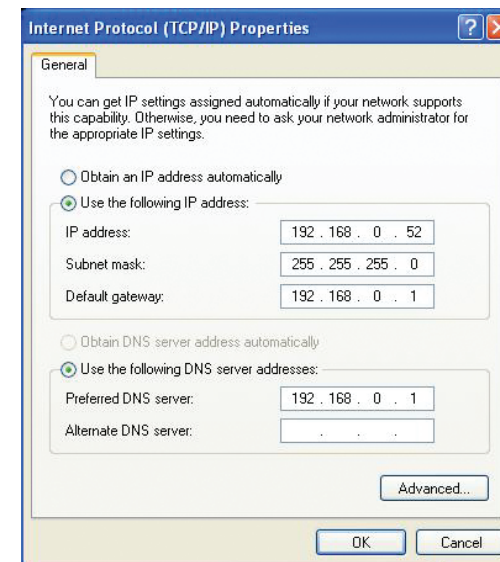 Internet Protocol (TCP/IP) Properties
General
You can get IP settings assigned automatically if your network supports
this capability. Otherwise, you need to ask your network administrator for
the appropriate IP settings.
Obtain an IP address automatically
Use the following IP address:
IP address: 192 . 168 . 0 . 52
Subnet mask: 255 . 255 . 255 . 0
Default gateway: 192 . 168 . 0 . 1
Obtain DNS server address automatically
Use the following DNS server addresses:
Preferred DNS server: 192 . 168 . 0 . 1
Alternate DNS server: . . .
Advanced...
OK Cancel